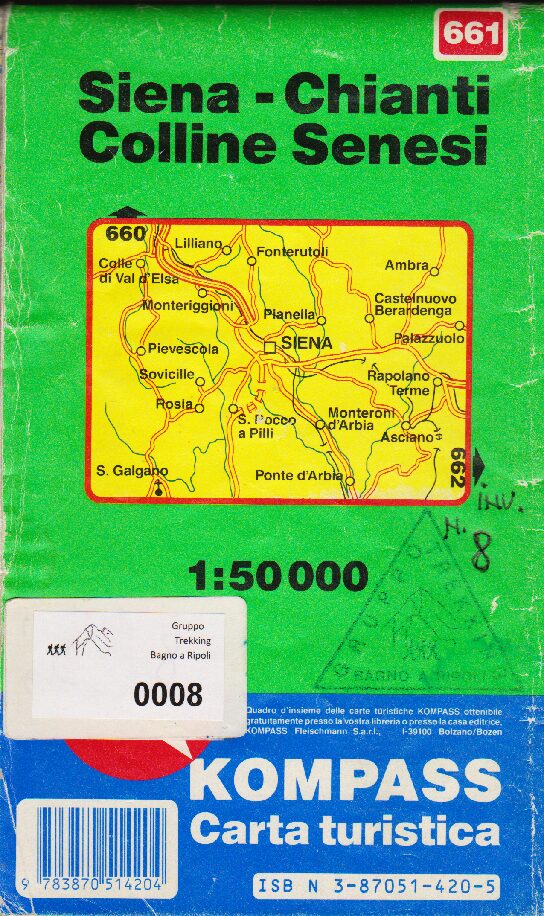 661
Siena - Chianti
Colline Senesi
660
Lilliano
Fonterutoli
Colle
di Val d'Elsa
Ambra
Monteriggioni
Castelnuovo
Berardenga
Pianella
Palazzuolo
SIENA
Pievescola
Sovicille
Rapolano
Terme
Rosia
S. Rocco
a Pilli
Monteroni
d'Arbia
Asciano
S. Galgano
Ponte d'Arbia
662
INV.
N. 8
1:50 000
GRUPPO TREKKING
BAGNO A RIPOLI
Gruppo
Trekking
Bagno a Ripoli
0008
Quadro d'insieme delle carte turistiche KOMPASS ottenibile
gratuitamente presso la vostra libreria o presso la casa editrice,
KOMPASS Fleischmann S.a.r.l., I-39100 Bolzano/Bozen
KOMPASS
Carta turistica
9 783870 514204
ISB N 3-87051-420-5